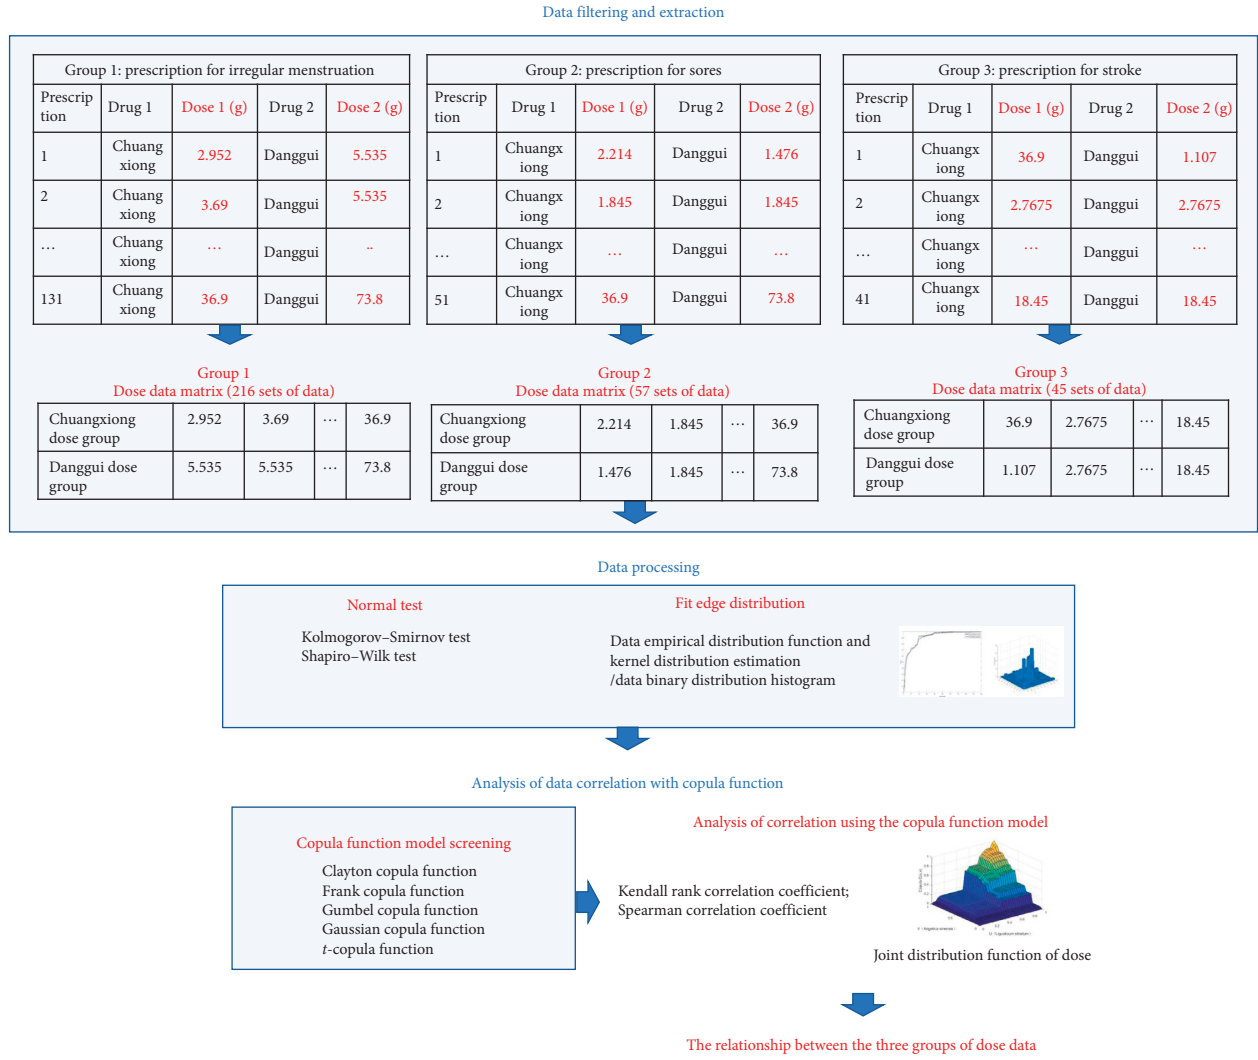 Data filtering and extraction
Group 1: prescription for irregular menstruation
Prescrip
tion
Drug 1
Dose 1 (g)
Drug 2
Dose 2 (g)
1
Chuang
xiong
2.952
Danggui
5.535
2
Chuang
xiong
3.69
Danggui
5.535
…
Chuang
xiong
…
Danggui
..
131
Chuang
xiong
36.9
Danggui
73.8
Group 2: prescription for sores
Prescrip
tion
Drug 1
Dose 1 (g)
Drug 2
Dose 2 (g)
1
Chuangx
iong
2.214
Danggui
1.476
2
Chuangx
iong
1.845
Danggui
1.845
…
Chuangx
iong
…
Danggui
…
51
Chuangx
iong
36.9
Danggui
73.8
Group 3: prescription for stroke
Prescrip
tion
Drug 1
Dose 1 (g)
Drug 2
Dose 2 (g)
1
Chuangx
iong
36.9
Danggui
1.107
2
Chuangx
iong
2.7675
Danggui
2.7675
…
Chuangx
iong
…
Danggui
…
41
Chuangx
iong
18.45
Danggui
18.45
Group 1
Dose data matrix (216 sets of data)
Chuangxiong
dose group
2.952
3.69
…
36.9
Danggui dose
group
5.535
5.535
…
73.8
Group 2
Dose data matrix (57 sets of data)
Chuangxiong
dose group
2.214
1.845
…
36.9
Danggui dose
group
1.476
1.845
…
73.8
Group 3
Dose data matrix (45 sets of data)
Chuangxiong
dose group
36.9
2.7675
…
18.45
Danggui dose
group
1.107
2.7675
…
18.45
Data processing
Normal test
Kolmogorov–Smirnov test
Shapiro–Wilk test
Fit edge distribution
Data empirical distribution function and
kernel distribution estimation
/data binary distribution histogram
Analysis of data correlation with copula function
Copula function model screening
Clayton copula function
Frank copula function
Gumbel copula function
Gaussian copula function
t-copula function
Analysis of correlation using the copula function model
Kendall rank correlation coefficient;
Spearman correlation coefficient
Joint distribution function of dose
The relationship between the three groups of dose data